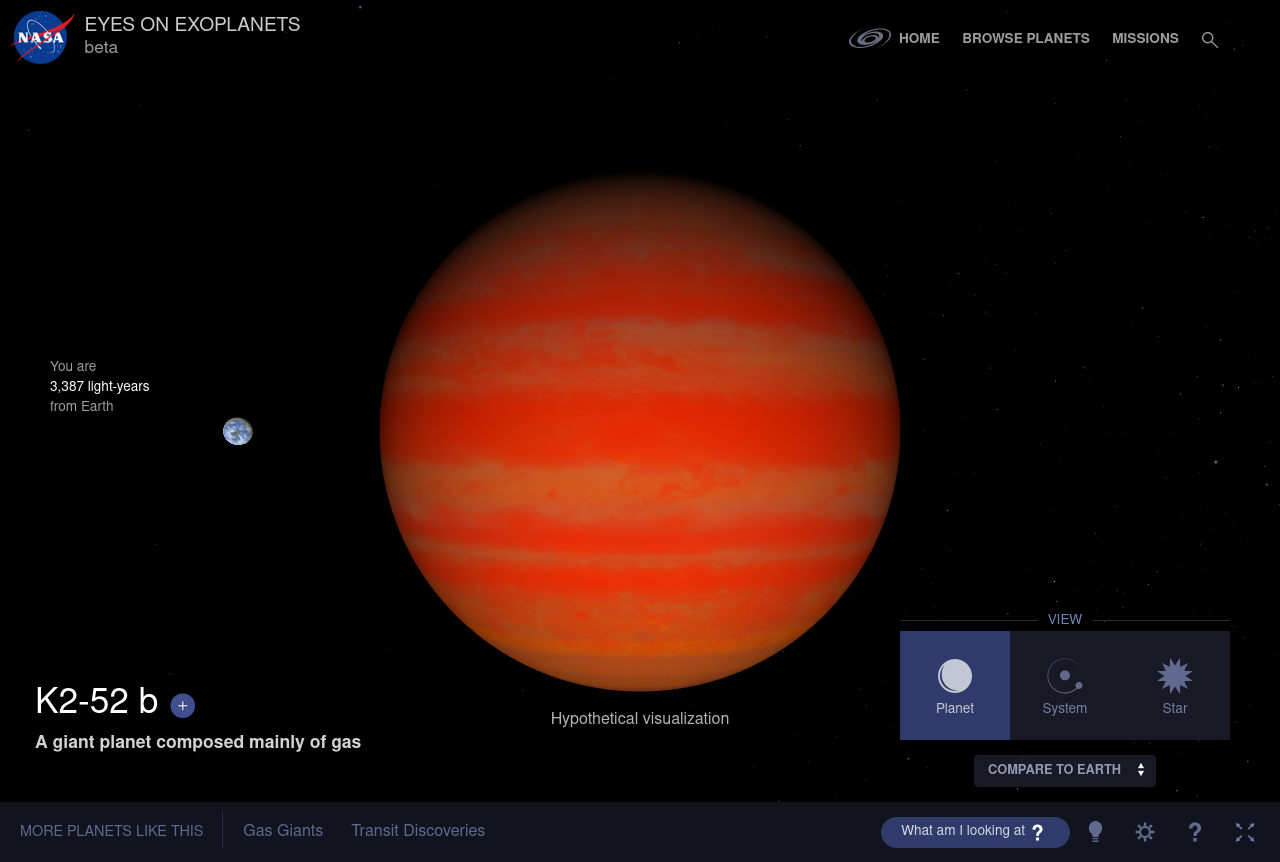 NASA
EYES ON EXOPLANETS
beta
HOME
BROWSE PLANETS
MISSIONS
You are
3,387 light-years
from Earth
K2-52 b
+
A giant planet composed mainly of gas
Hypothetical visualization
VIEW
Planet
System
Star
COMPARE TO EARTH
MORE PLANETS LIKE THIS
Gas Giants
Transit Discoveries
What am I looking at ?
?